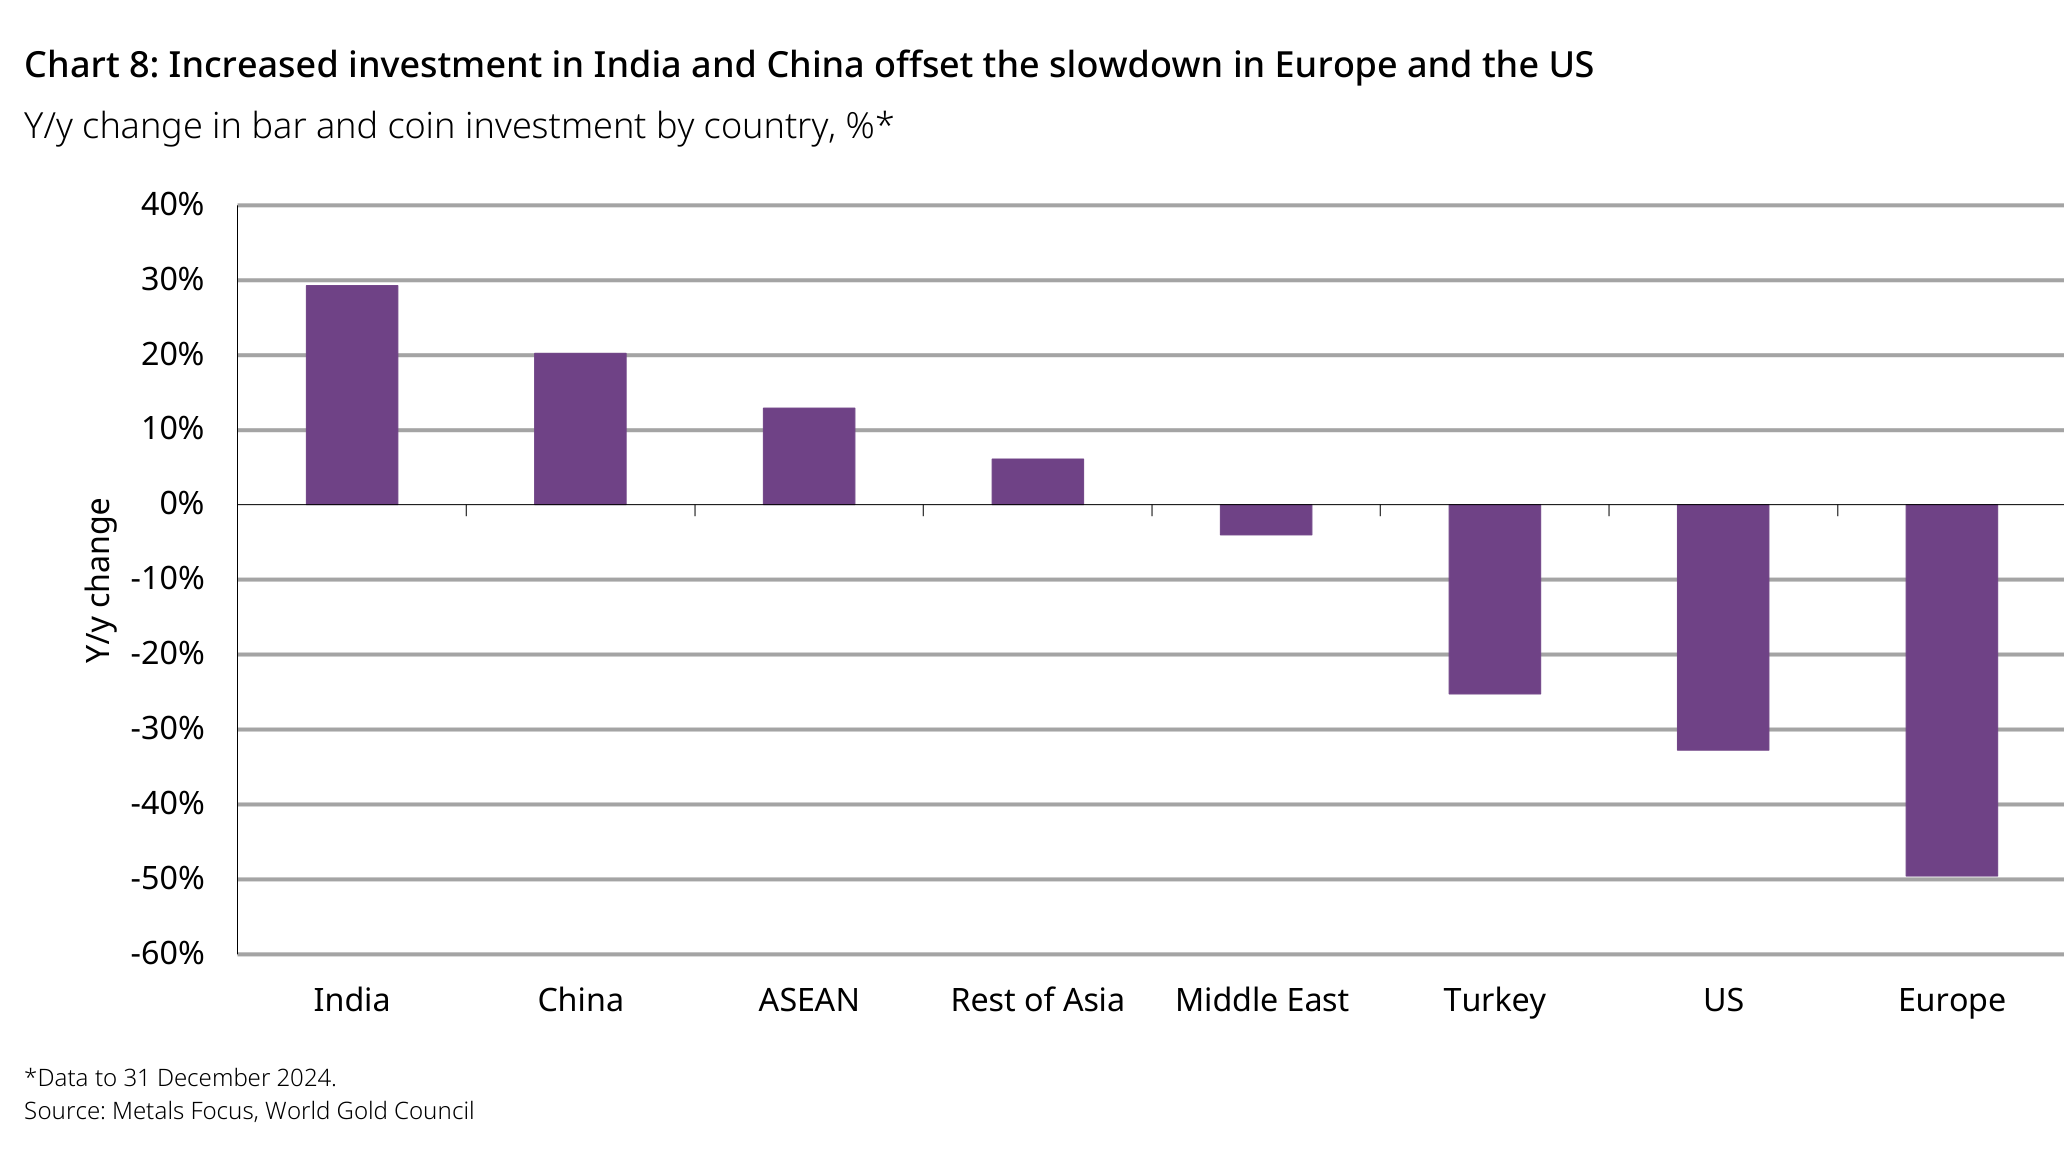 Chart 8: Increased investment in India and China offset the slowdown in Europe and the US
Y/y change in bar and coin investment by country, %*
40%
30%
20%
10%
0%
-10%
-20%
-30%
-40%
-50%
-60%
Y/y change
India
China
ASEAN
Rest of Asia
Middle East
Turkey
US
Europe
*Data to 31 December 2024.
Source: Metals Focus, World Gold Council